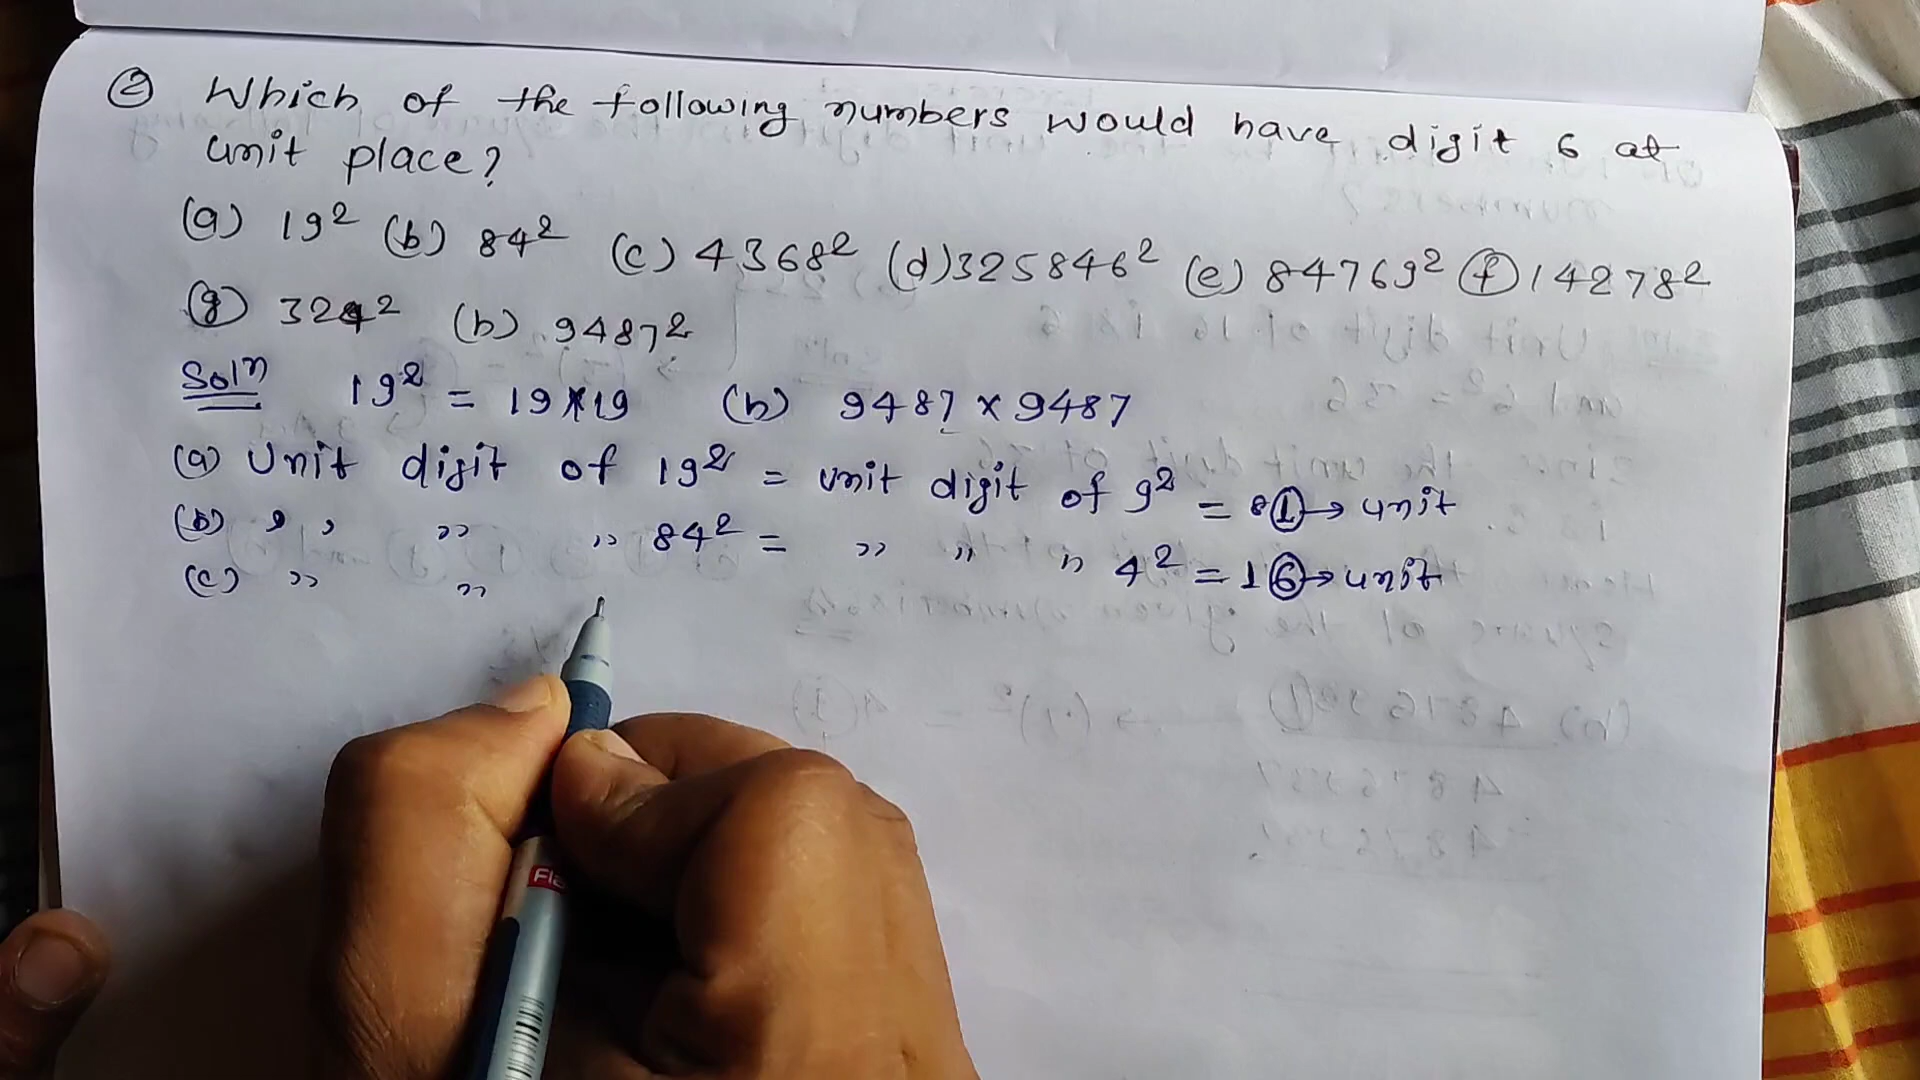 ② Which of the following numbers would have digit 6 at
unit place?
(a) 19² (b) 84² (c) 4368² (d) 325846² (e) 84769² (f) 14278²
(g) 324² (h) 9487²
Solⁿ 19² = 19×19 (h) 9487 × 9487
(a) Unit digit of 19² = unit digit of 9² = 81 → unit
(b) ,, ,, ,, 84² = ,, ,, ,, 4² = 16 → unit
(c) ,, ,,
Fla